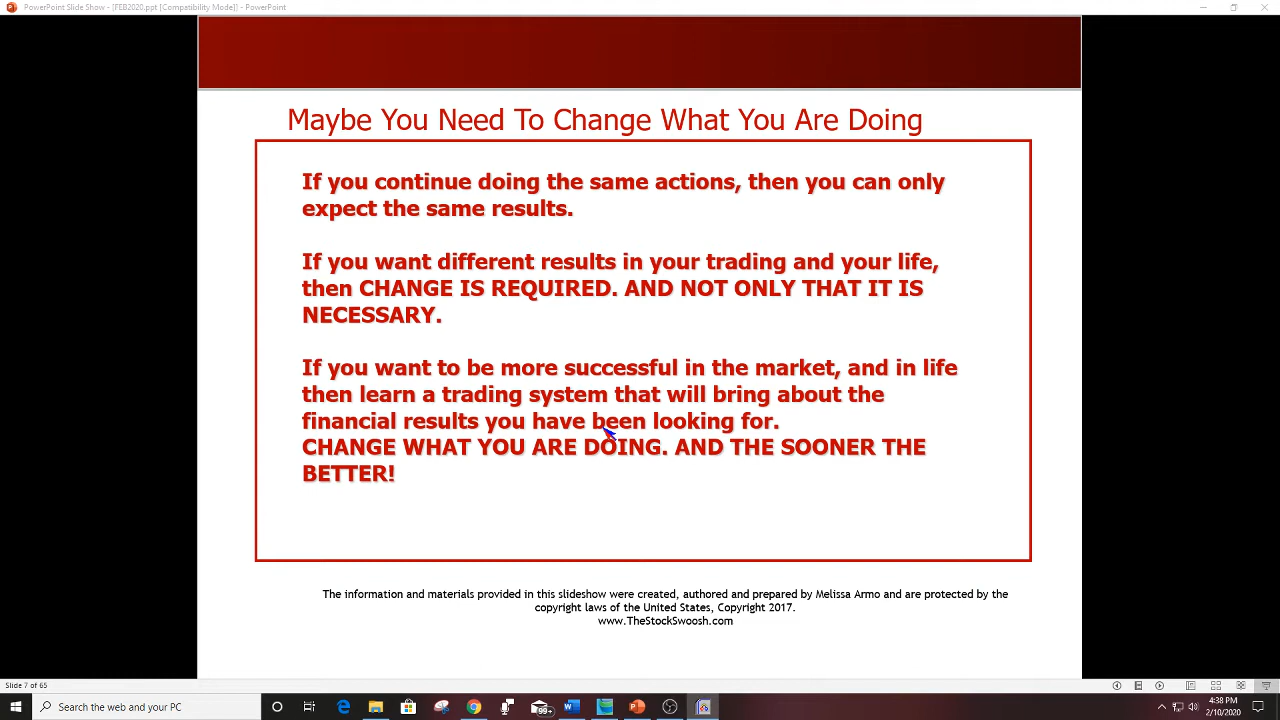 PowerPoint Slide Show - [FEB2020.ppt [Compatibility Mode]] - PowerPoint
Maybe You Need To Change What You Are Doing
If you continue doing the same actions, then you can only
expect the same results.
If you want different results in your trading and your life,
then CHANGE IS REQUIRED. AND NOT ONLY THAT IT IS
NECESSARY.
If you want to be more successful in the market, and in life
then learn a trading system that will bring about the
financial results you have been looking for.
CHANGE WHAT YOU ARE DOING. AND THE SOONER THE
BETTER!
The information and materials provided in this slideshow were created, authored and prepared by Melissa Armo and are protected by the
copyright laws of the United States, Copyright 2017.
www.TheStockSwoosh.com
Slide 7 of 65
Search the web and your PC
99+
4:38 PM
2/10/2020